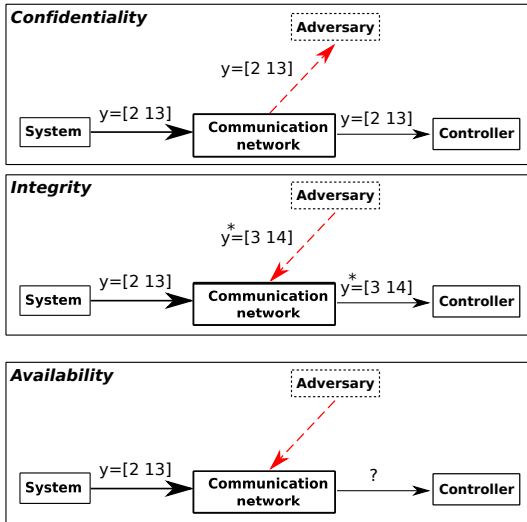 Confidentiality
Adversary
y=[2 13]
y=[2 13]
y=[2 13]
System
Communication
network
Controller
Integrity
Adversary
*
y=[3 14]
y=[2 13]
*
y=[3 14]
System
Communication
network
Controller
Availability
Adversary
y=[2 13]
?
System
Communication
network
Controller